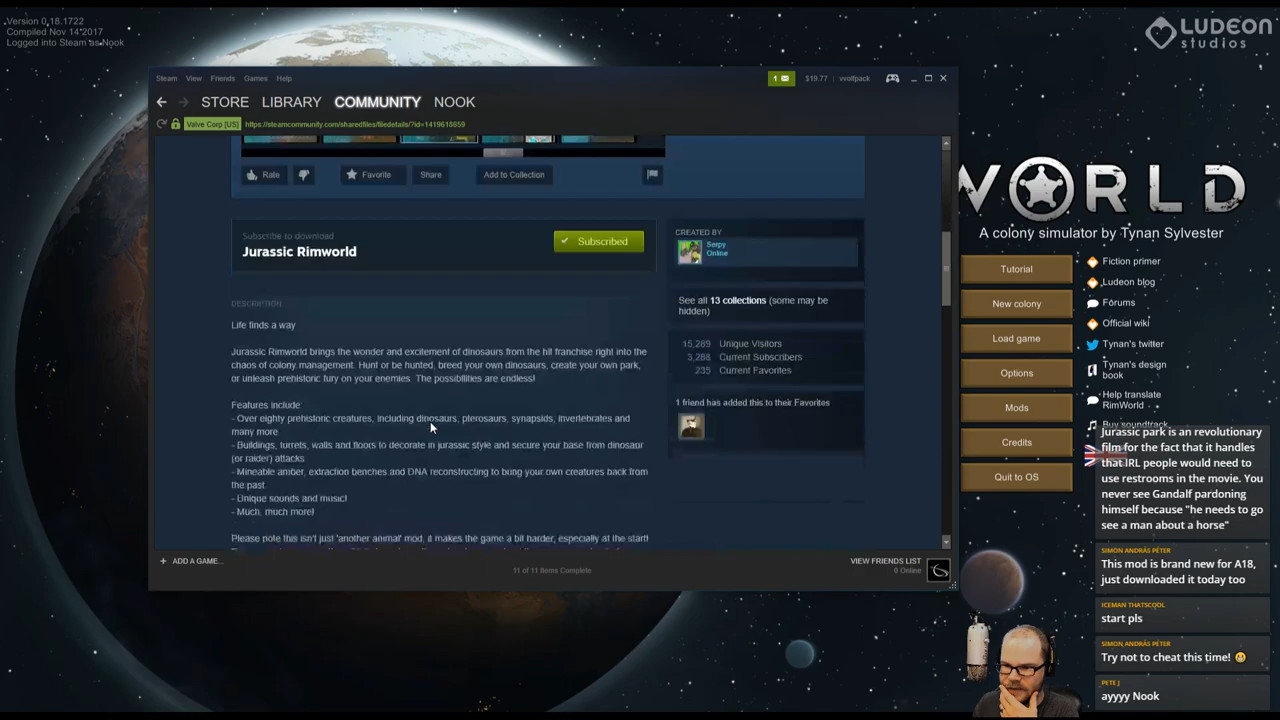 Version 0.18.1722
Compiled Nov 14 2017
Logged into Steam as Nook
LUDEON
studios
Steam View Friends Games Help
1 $19.77 vvolfpack
STORE LIBRARY COMMUNITY NOOK
Valve Corp [US] https://steamcommunity.com/sharedfiles/filedetails/?id=1419618659
Rate Favorite Share Add to Collection
Subscribe to download
Jurassic Rimworld
Subscribed
CREATED BY
Serpy
Online
See all 13 collections (some may be
hidden)
15,289 Unique Visitors
3,288 Current Subscribers
235 Current Favorites
1 friend has added this to their Favorites
DESCRIPTION
Life finds a way
Jurassic Rimworld brings the wonder and excitement of dinosaurs from the hit franchise right into the
chaos of colony management. Hunt or be hunted, breed your own dinosaurs, create your own park,
or unleash prehistoric fury on your enemies. The possibilities are endless!
Features include
- Over eighty prehistoric creatures, including dinosaurs, pterosaurs, synapsids, invertebrates and
many more
- Buildings, turrets, walls and floors to decorate in jurassic style and secure your base from dinosaur
(or raider) attacks
- Mineable amber, extraction benches and DNA reconstructing to bring your own creatures back from
the past
- Unique sounds and music!
- Much, much more!
Please note this isn't just 'another animal' mod, it makes the game a bit harder, especially at the start!
ADD A GAME...
11 of 11 Items Complete
VIEW FRIENDS LIST
0 Online
WORLD
A colony simulator by Tynan Sylvester
Tutorial
New colony
Load game
Options
Mods
Credits
Quit to OS
Fiction primer
Ludeon blog
Forums
Official wiki
Tynan's twitter
Tynan's design
book
Help translate
RimWorld
Buy soundtrack
Jurassic park is an revolutionary
film for the fact that it handles
that IRL people would need to
use restrooms in the movie. You
never see Gandalf pardoning
himself because "he needs to go
see a man about a horse"
SIMON ANDRÁS PÉTER
This mod is brand new for A18,
just downloaded it today too
ICEMAN THATSCOOL
start pls
SIMON ANDRÁS PÉTER
Try not to cheat this time!
PETE J
ayyyy Nook